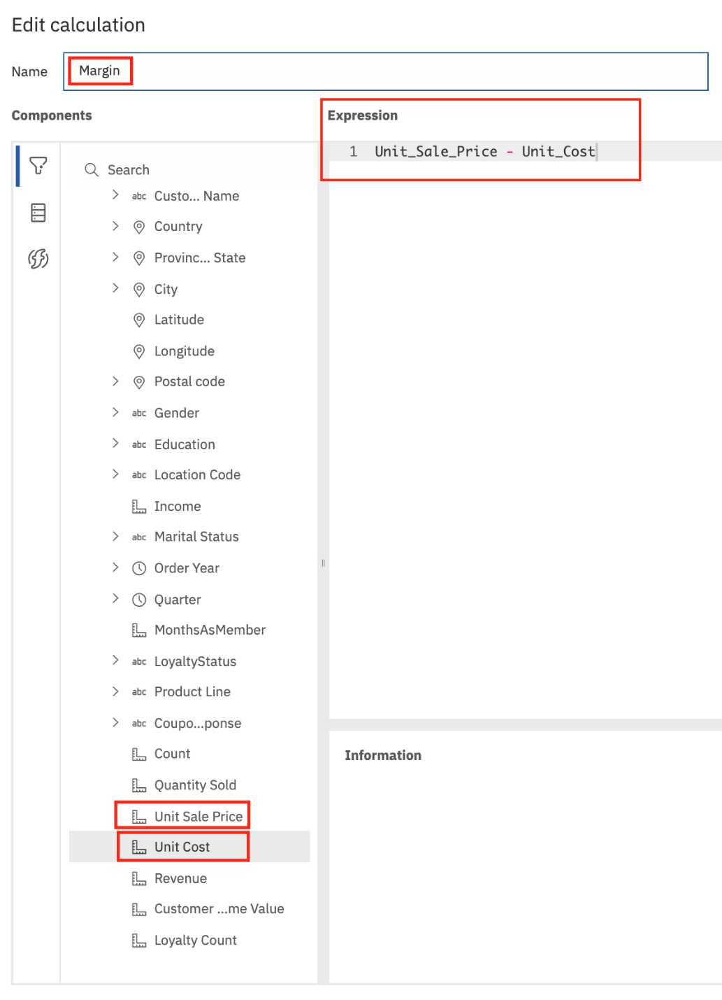 Edit calculation
Name
Margin
Components
Expression
1 Unit_Sale_Price - Unit_Cost
Search
abc Custo... Name
Country
Provinc... State
City
Latitude
Longitude
Postal code
abc Gender
abc Education
abc Location Code
Income
abc Marital Status
Order Year
Quarter
MonthsAsMember
abc LoyaltyStatus
abc Product Line
abc Coupo...ponse
Count
Quantity Sold
Unit Sale Price
Unit Cost
Revenue
Customer ...me Value
Loyalty Count
Information